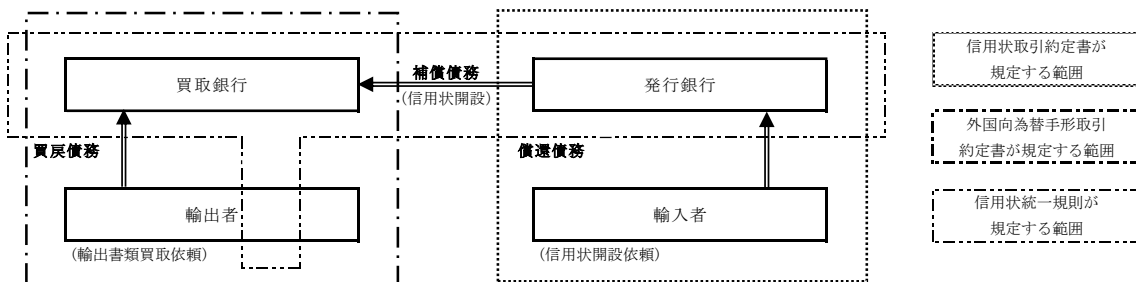 買取銀行
補償債務
(信用状開設)
発行銀行
買戻債務
償還債務
輸出者
(輸出書類買取依頼)
輸入者
(信用状開設依頼)
信用状取引約定書が
規定する範囲
外国向為替手形取引
約定書が規定する範囲
信用状統一規則が
規定する範囲